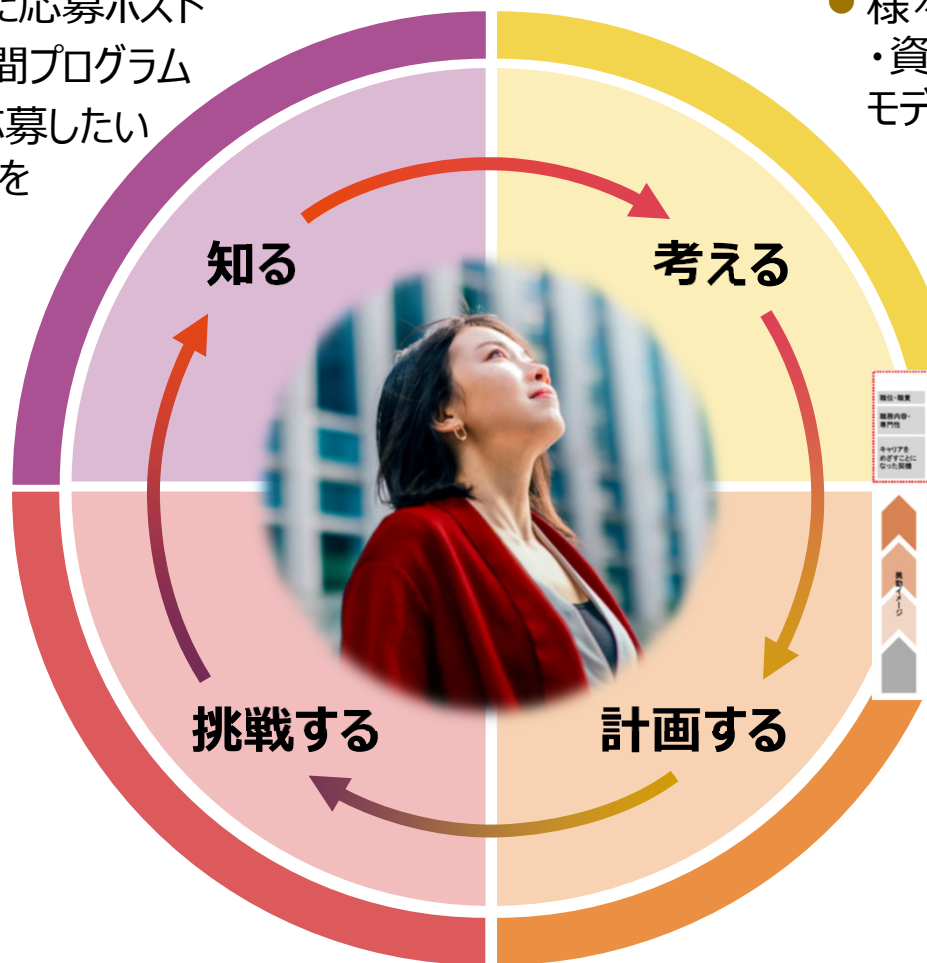 応募ポスト
間プログラム
募したい
を
様々
・資
モデ
知る
考える
職位・職責
職務内容・
専門性
キャリアを
めざすことに
なった契機
異動イメージ
挑戦する
計画する